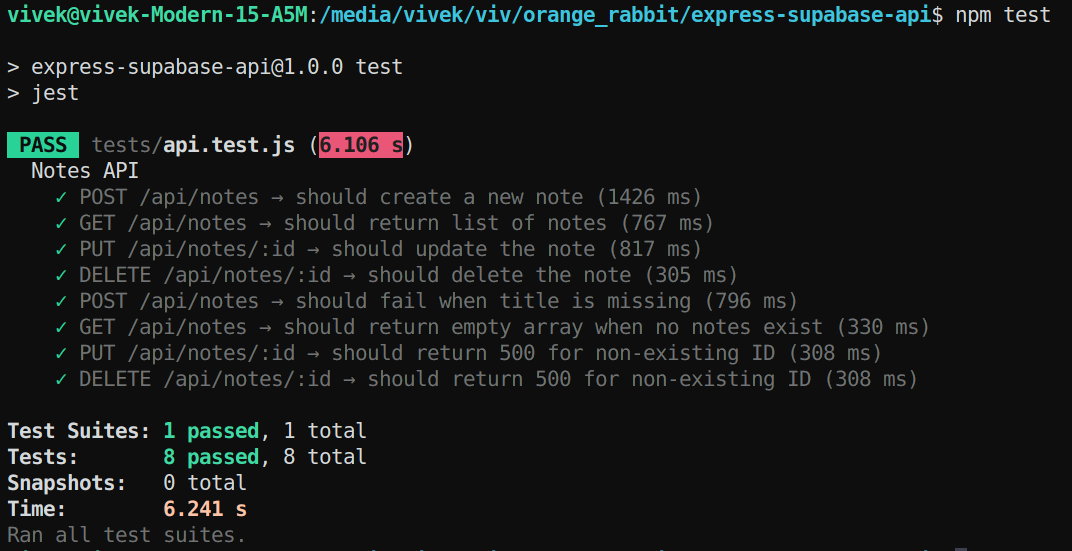 vivek@vivek-Modern-15-A5M:/media/vivek/viv/orange_rabbit/express-supabase-api$ npm test
> express-supabase-api@1.0.0 test
> jest
PASS tests/api.test.js (6.106 s)
Notes API
✓ POST /api/notes → should create a new note (1426 ms)
✓ GET /api/notes → should return list of notes (767 ms)
✓ PUT /api/notes/:id → should update the note (817 ms)
✓ DELETE /api/notes/:id → should delete the note (305 ms)
✓ POST /api/notes → should fail when title is missing (796 ms)
✓ GET /api/notes → should return empty array when no notes exist (330 ms)
✓ PUT /api/notes/:id → should return 500 for non-existing ID (308 ms)
✓ DELETE /api/notes/:id → should return 500 for non-existing ID (308 ms)
Test Suites: 1 passed, 1 total
Tests: 8 passed, 8 total
Snapshots: 0 total
Time: 6.241 s
Ran all test suites.